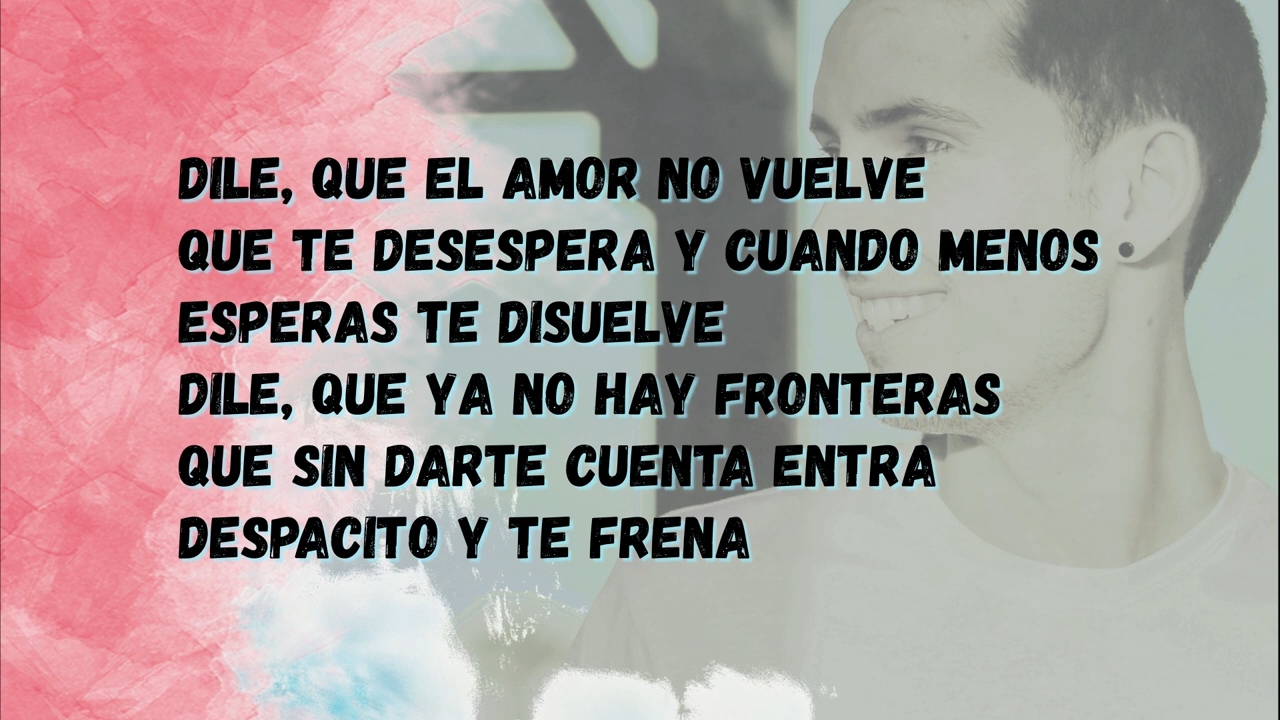 DILE, QUE EL AMOR NO VUELVE
QUE TE DESESPERA Y CUANDO MENOS
ESPERAS TE DISUELVE
DILE, QUE YA NO HAY FRONTERAS
QUE SIN DARTE CUENTA ENTRA
DESPACITO Y TE FRENA